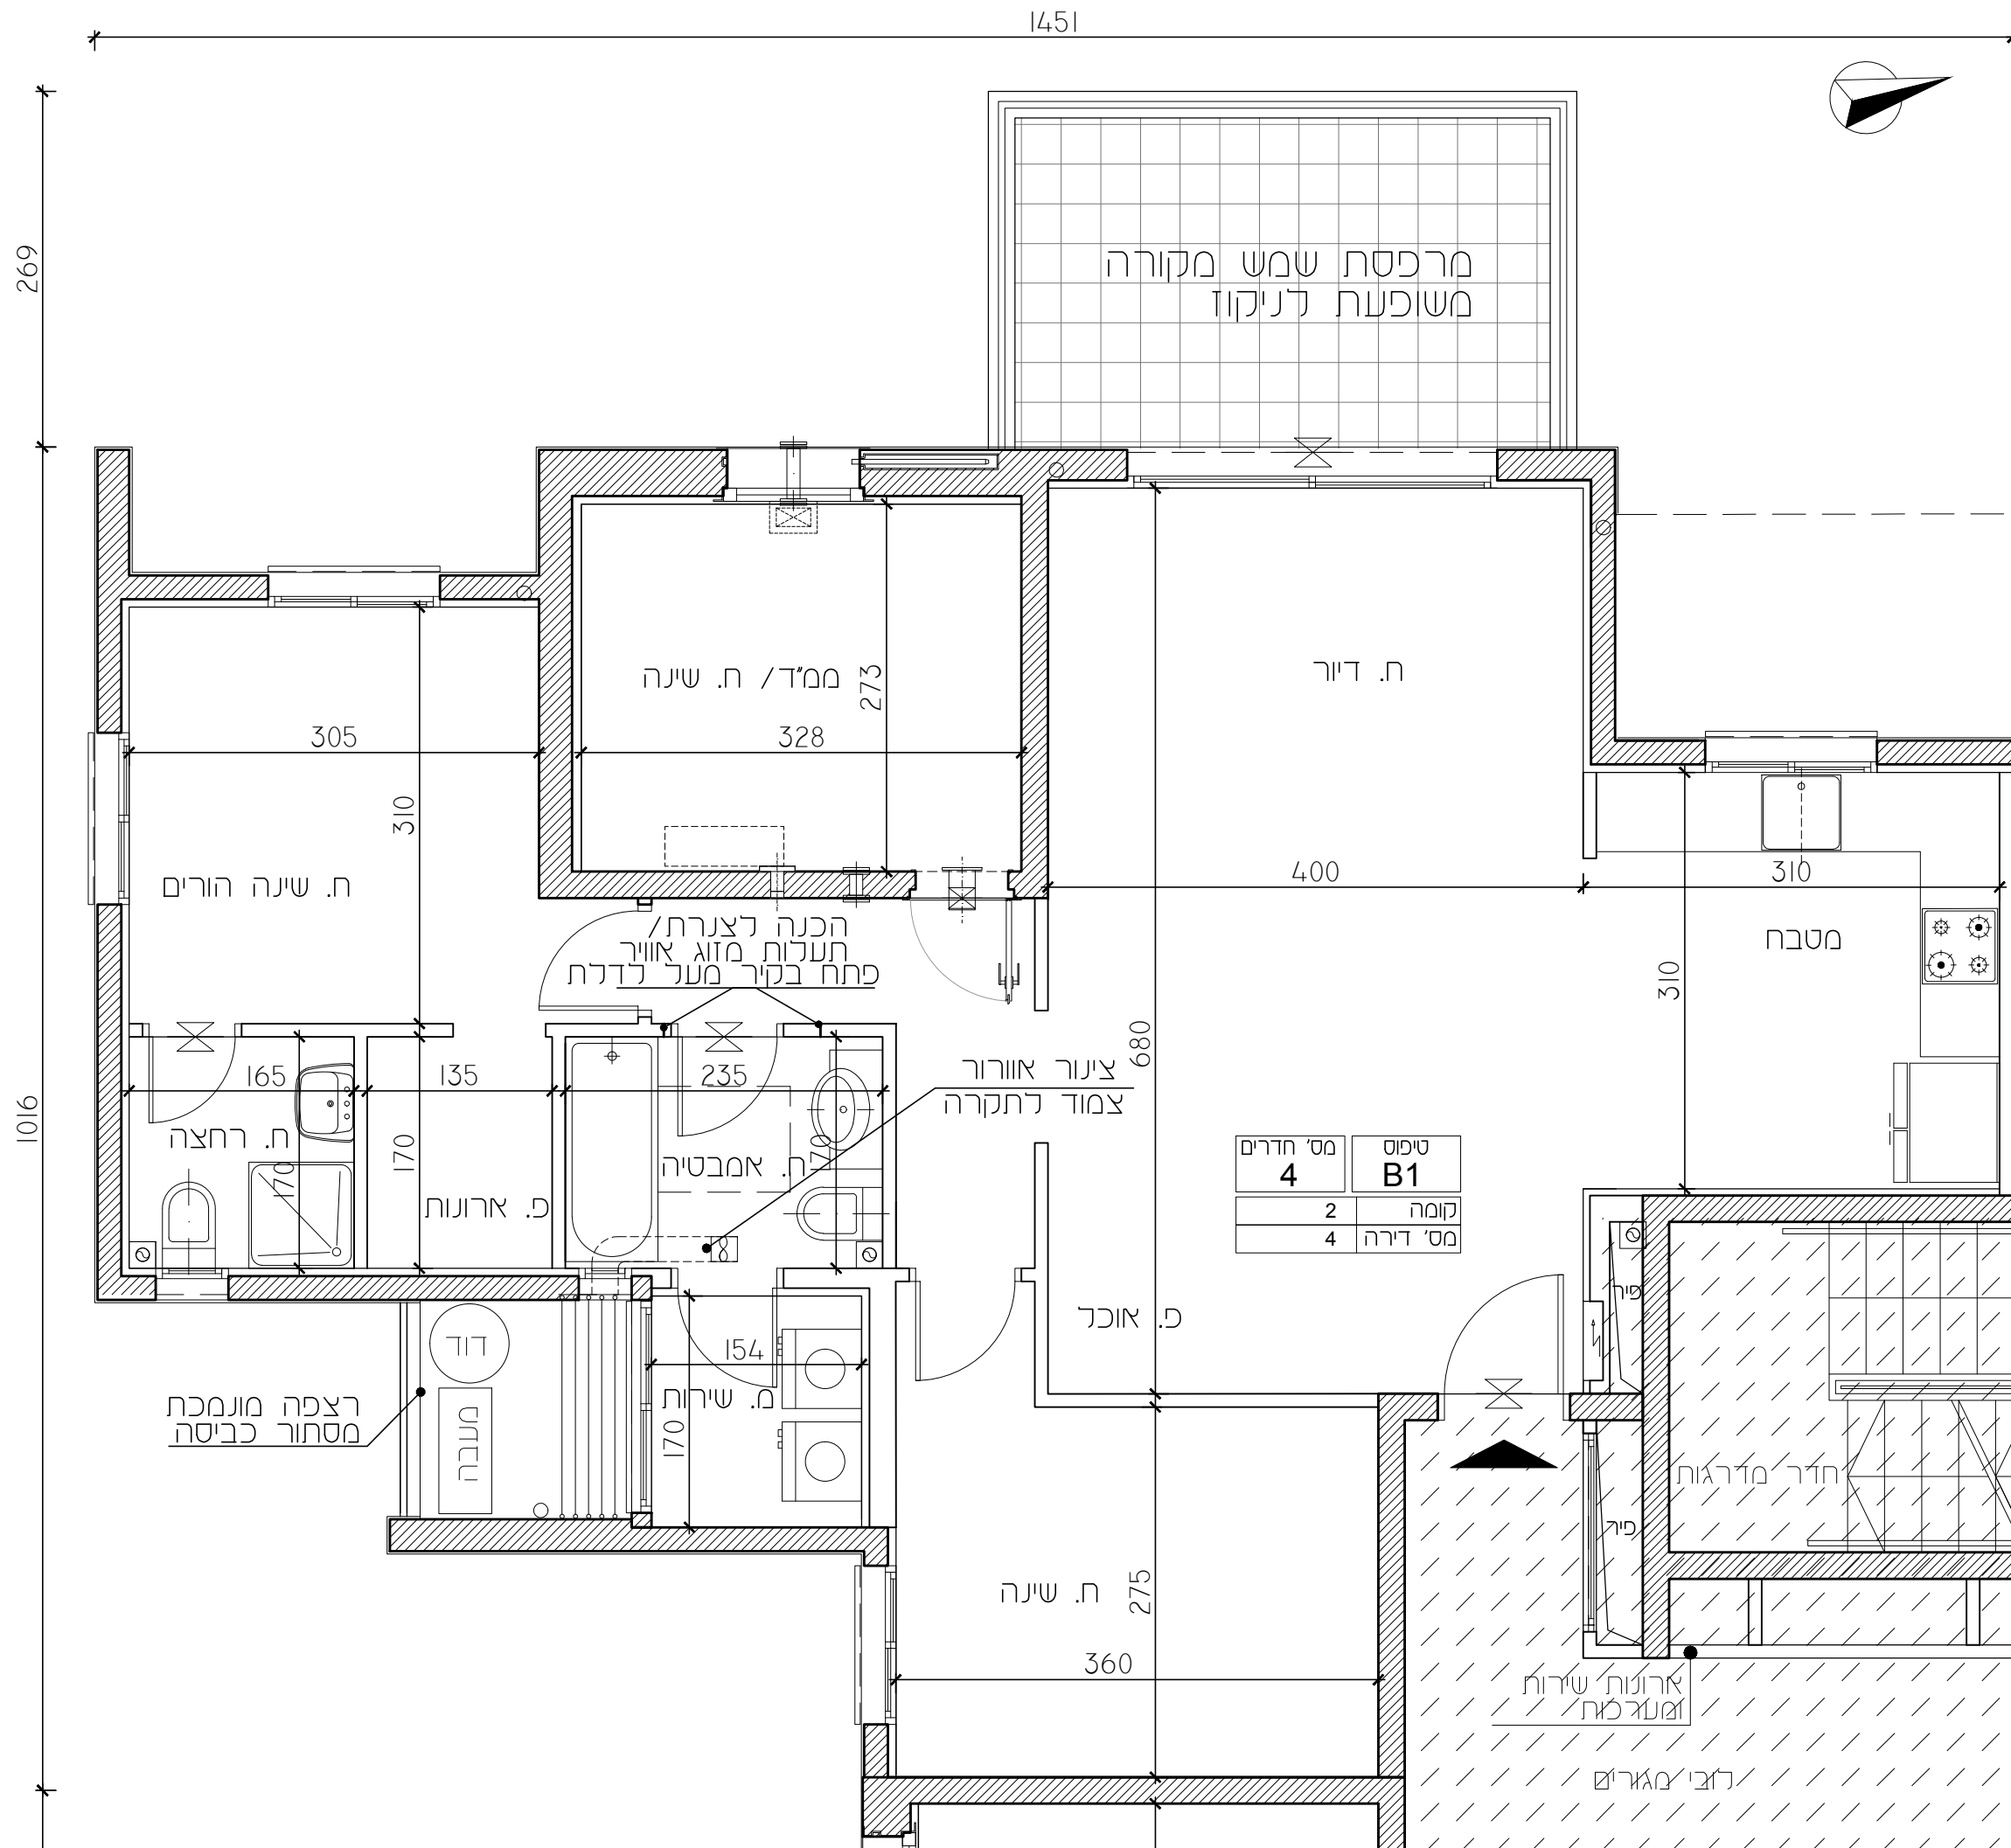 1451
269
מרפסת שמש מקורה
משופעת לניקוז
ח. דיור
ממ"ד/ ח. שינה
273
305
328
310
ח. שינה הורים
400
310
מטבח
הכנה לצנרת/
תעלות מזוג אוויר
פתח בקיר מעל לדלת
310
680
צינור אוורור
צמוד לתקרה
165
135
235
1016
ח. רחצה
170
170
ח. אמבטיה
170
פ. ארונות
טיפוס
B1
מס' חדרים
4
קומה 2
מס' דירה 4
פיר
פ. אוכל
דוד
154
מ. שירות
170
רצפה מונמכת
מסתור כביסה
מעבה
חדר מדרגות
פיר
ח. שינה
275
360
ארונות שירות
ומערכות
לובי מגורים